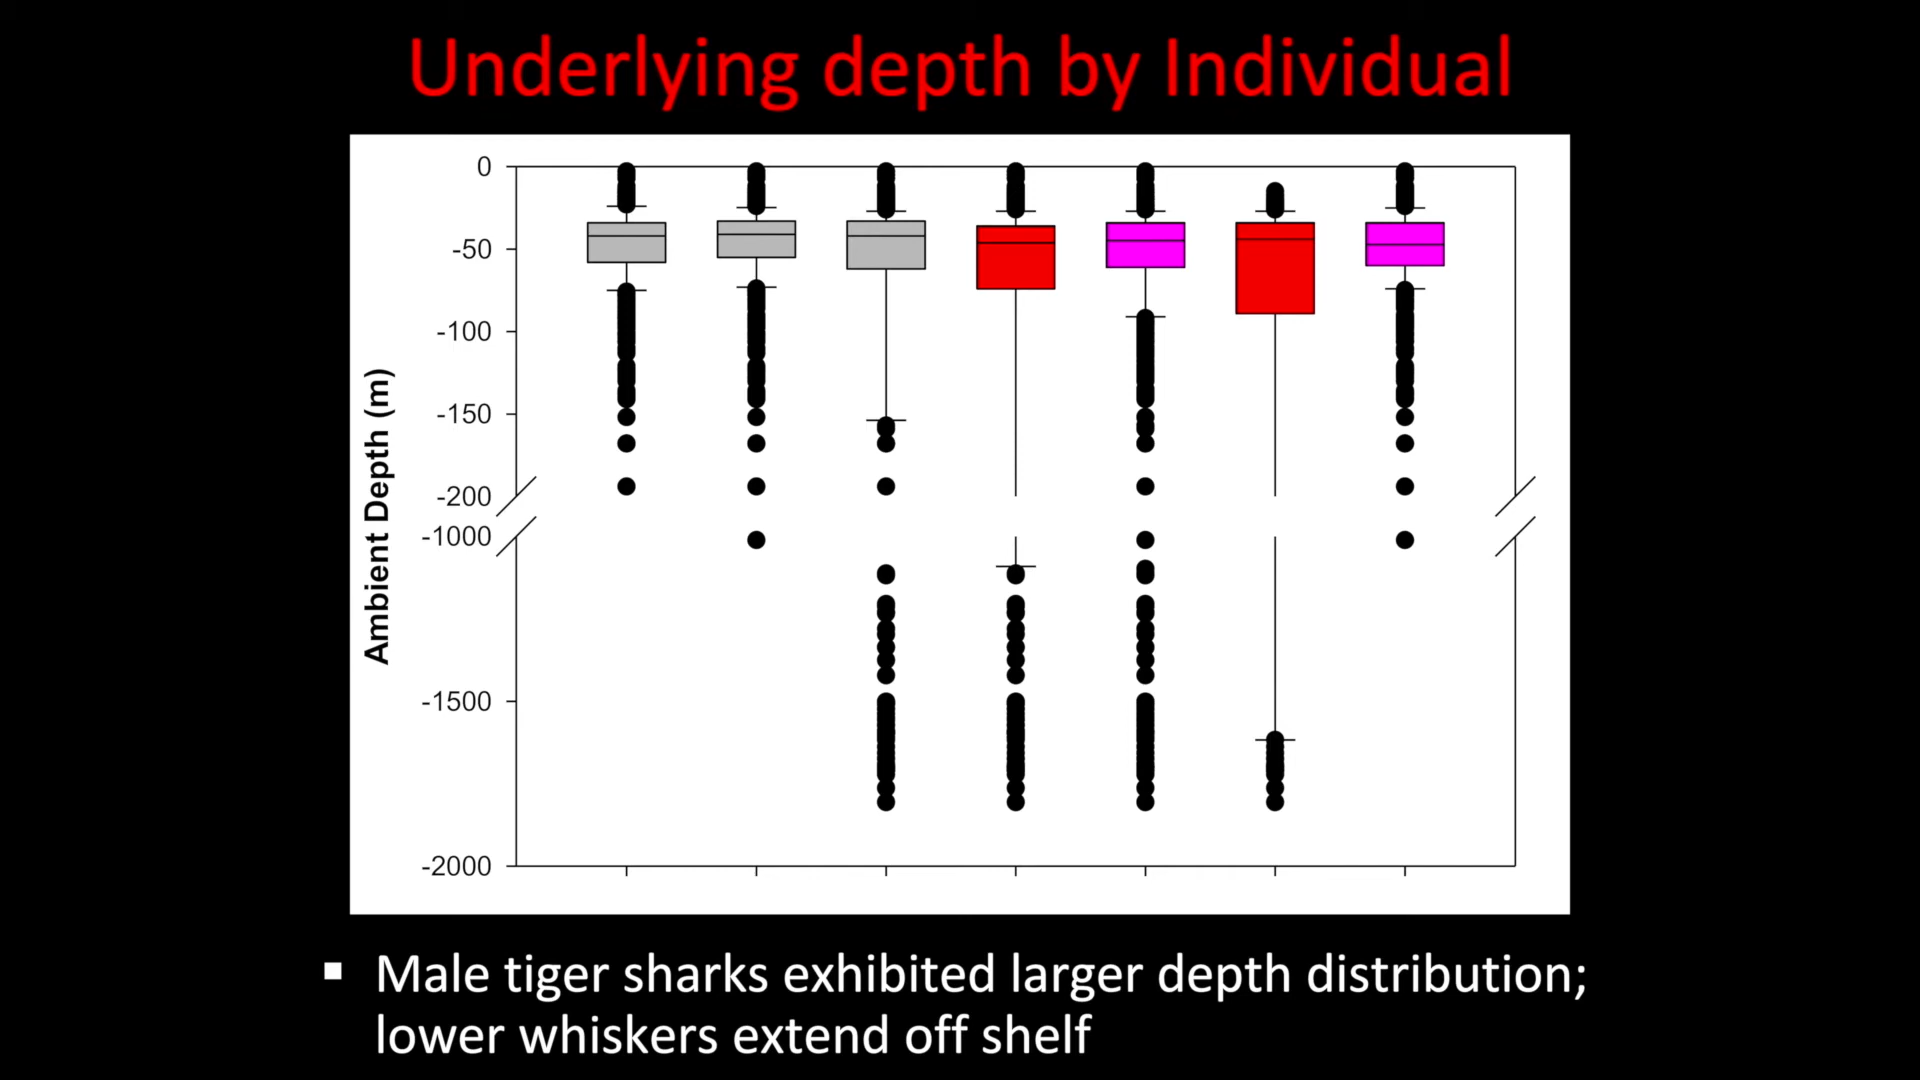 Underlying depth by Individual
0
-50
-100
-150
-200
-1000
-1500
-2000
Ambient Depth (m)
▪ Male tiger sharks exhibited larger depth distribution;
lower whiskers extend off shelf